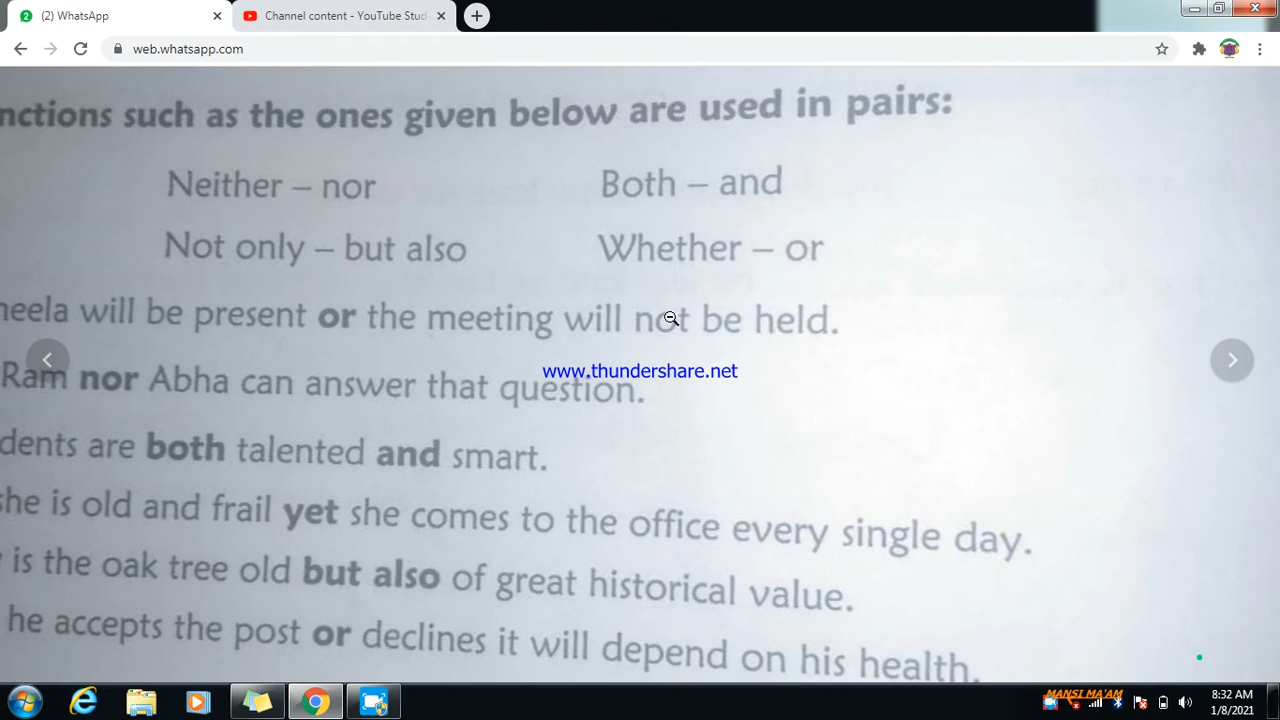 (2) WhatsApp
Channel content - YouTube Stud
web.whatsapp.com
nctions such as the ones given below are used in pairs:
Neither – nor Both – and
Not only – but also Whether – or
heela will be present or the meeting will not be held.
www.thundershare.net
Ram nor Abha can answer that question.
dents are both talented and smart.
she is old and frail yet she comes to the office every single day.
y is the oak tree old but also of great historical value.
he accepts the post or declines it will depend on his health.
MANSI MA'AM
8:32 AM
1/8/2021